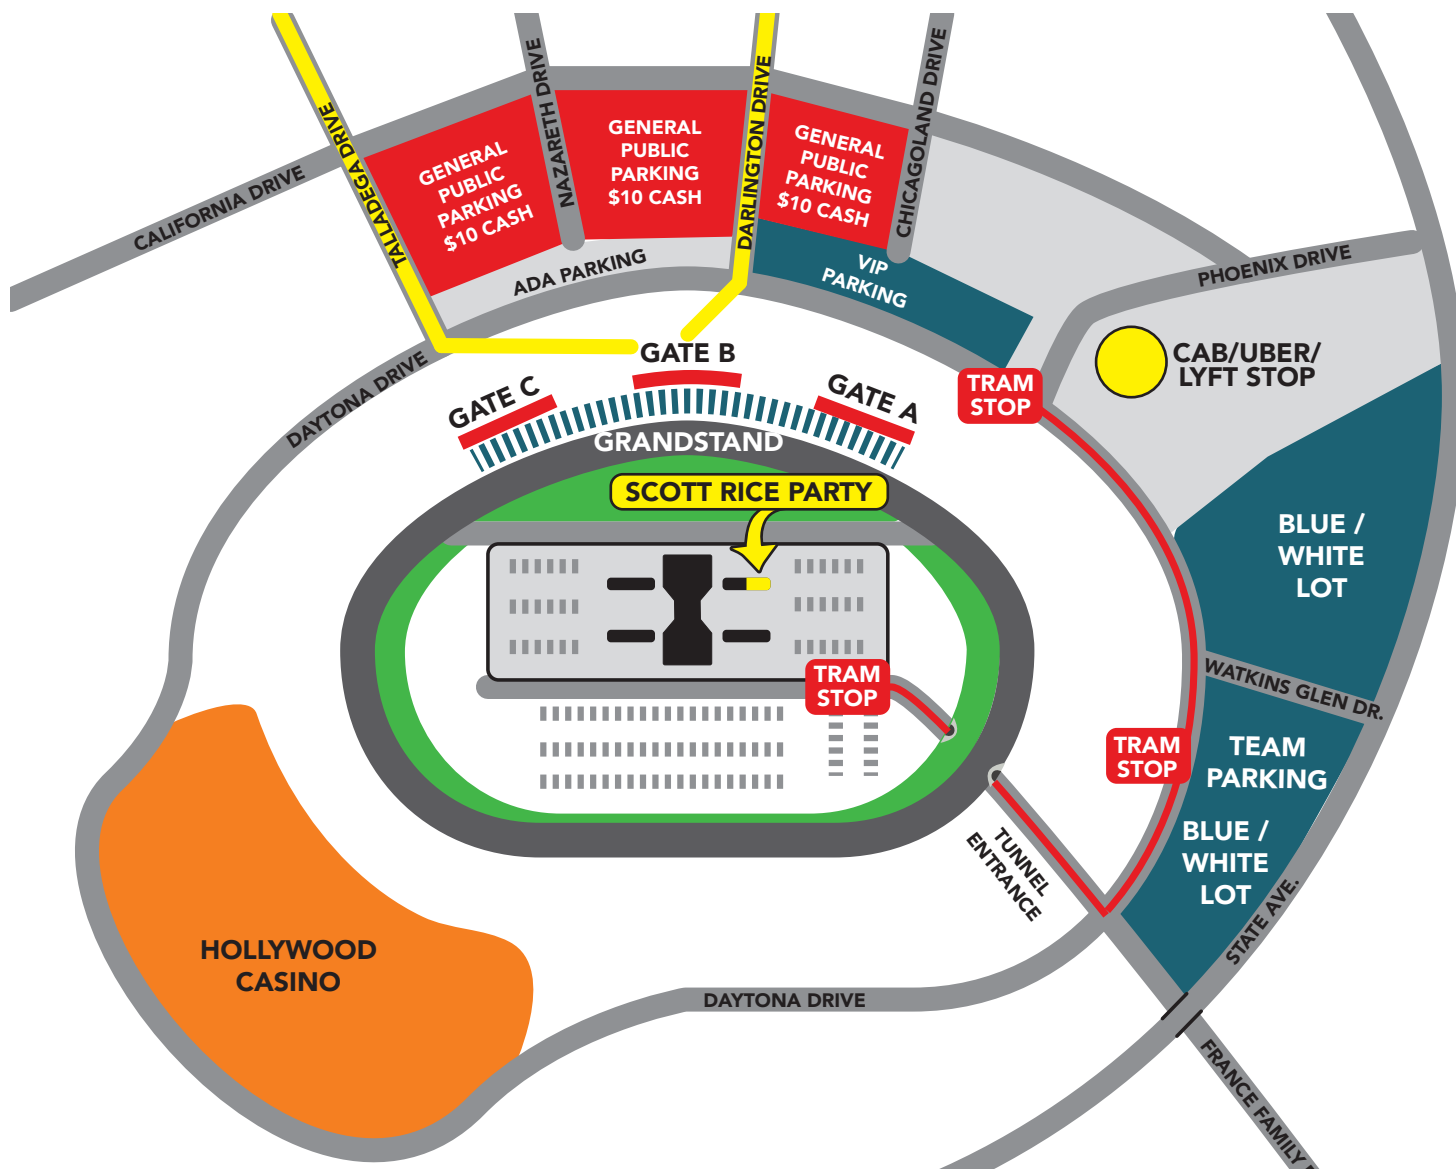 CALIFORNIA DRIVE
TALLADEGA DRIVE
NAZARETH DRIVE
DARLINGTON DRIVE
CHICAGOLAND DRIVE
GENERAL
PUBLIC
PARKING
$10 CASH
GENERAL
PUBLIC
PARKING
$10 CASH
GENERAL
PUBLIC
PARKING
$10 CASH
ADA PARKING
VIP
PARKING
PHOENIX DRIVE
DAYTONA DRIVE
GATE C
GATE B
GATE A
GRANDSTAND
TRAM
STOP
CAB/UBER/
LYFT STOP
SCOTT RICE PARTY
BLUE /
WHITE
LOT
WATKINS GLEN DR.
TRAM
STOP
TRAM
STOP
TEAM
PARKING
BLUE /
WHITE
LOT
TUNNEL
ENTRANCE
STATE AVE.
HOLLYWOOD
CASINO
DAYTONA DRIVE
FRANCE FAMILY